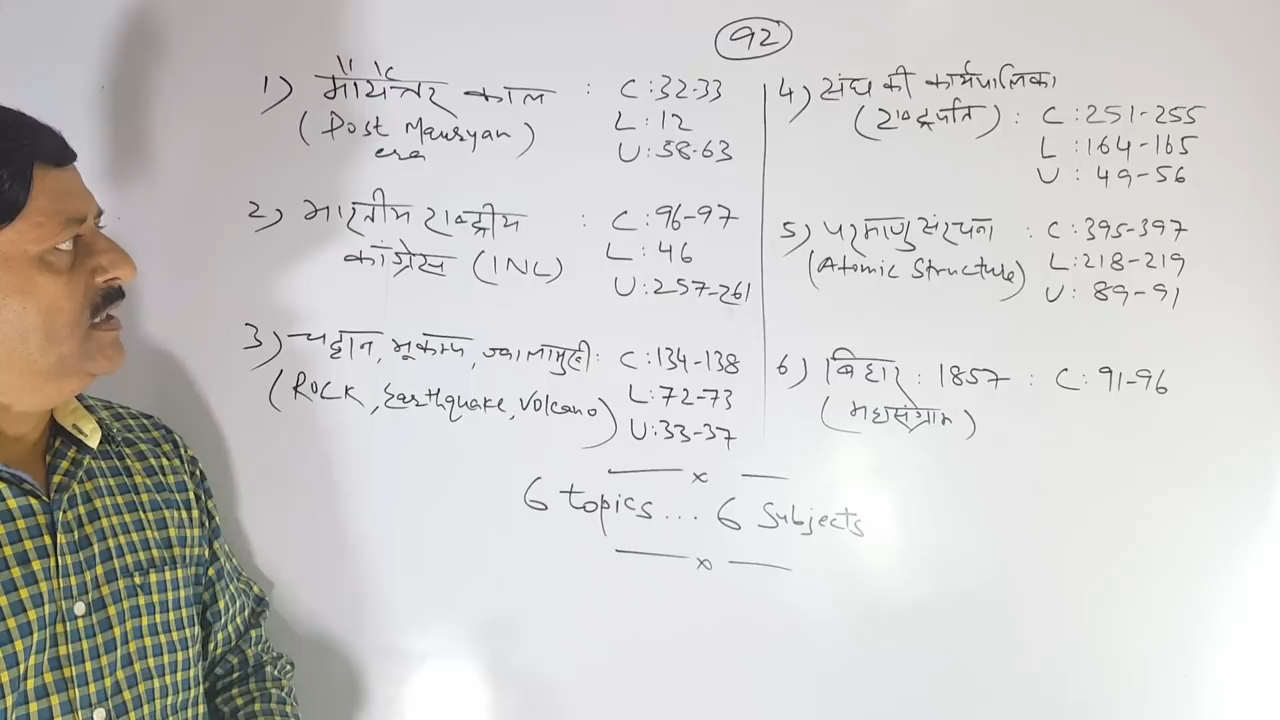 92
1) मौर्योत्तर काल : C:32-33
(Post Mauryan era) L:12
U:58-63
2) भारतीय राष्ट्रीय : C:96-97
कांग्रेस (INC) L:46
U:257-261
3) चट्टान, भूकम्प, ज्वालामुखी: C:134-138
(Rock, Earthquake, Volcano) L:72-73
U:33-37
4) संघ की कार्यपालिका
(राष्ट्रपति) : C:251-255
L:164-165
U:49-56
5) परमाणु संरचना : C:395-397
(Atomic Structure) L:218-219
U:89-91
6) बिहार : 1857 : C:91-96
(महासंग्राम)
6 topics... 6 Subjects